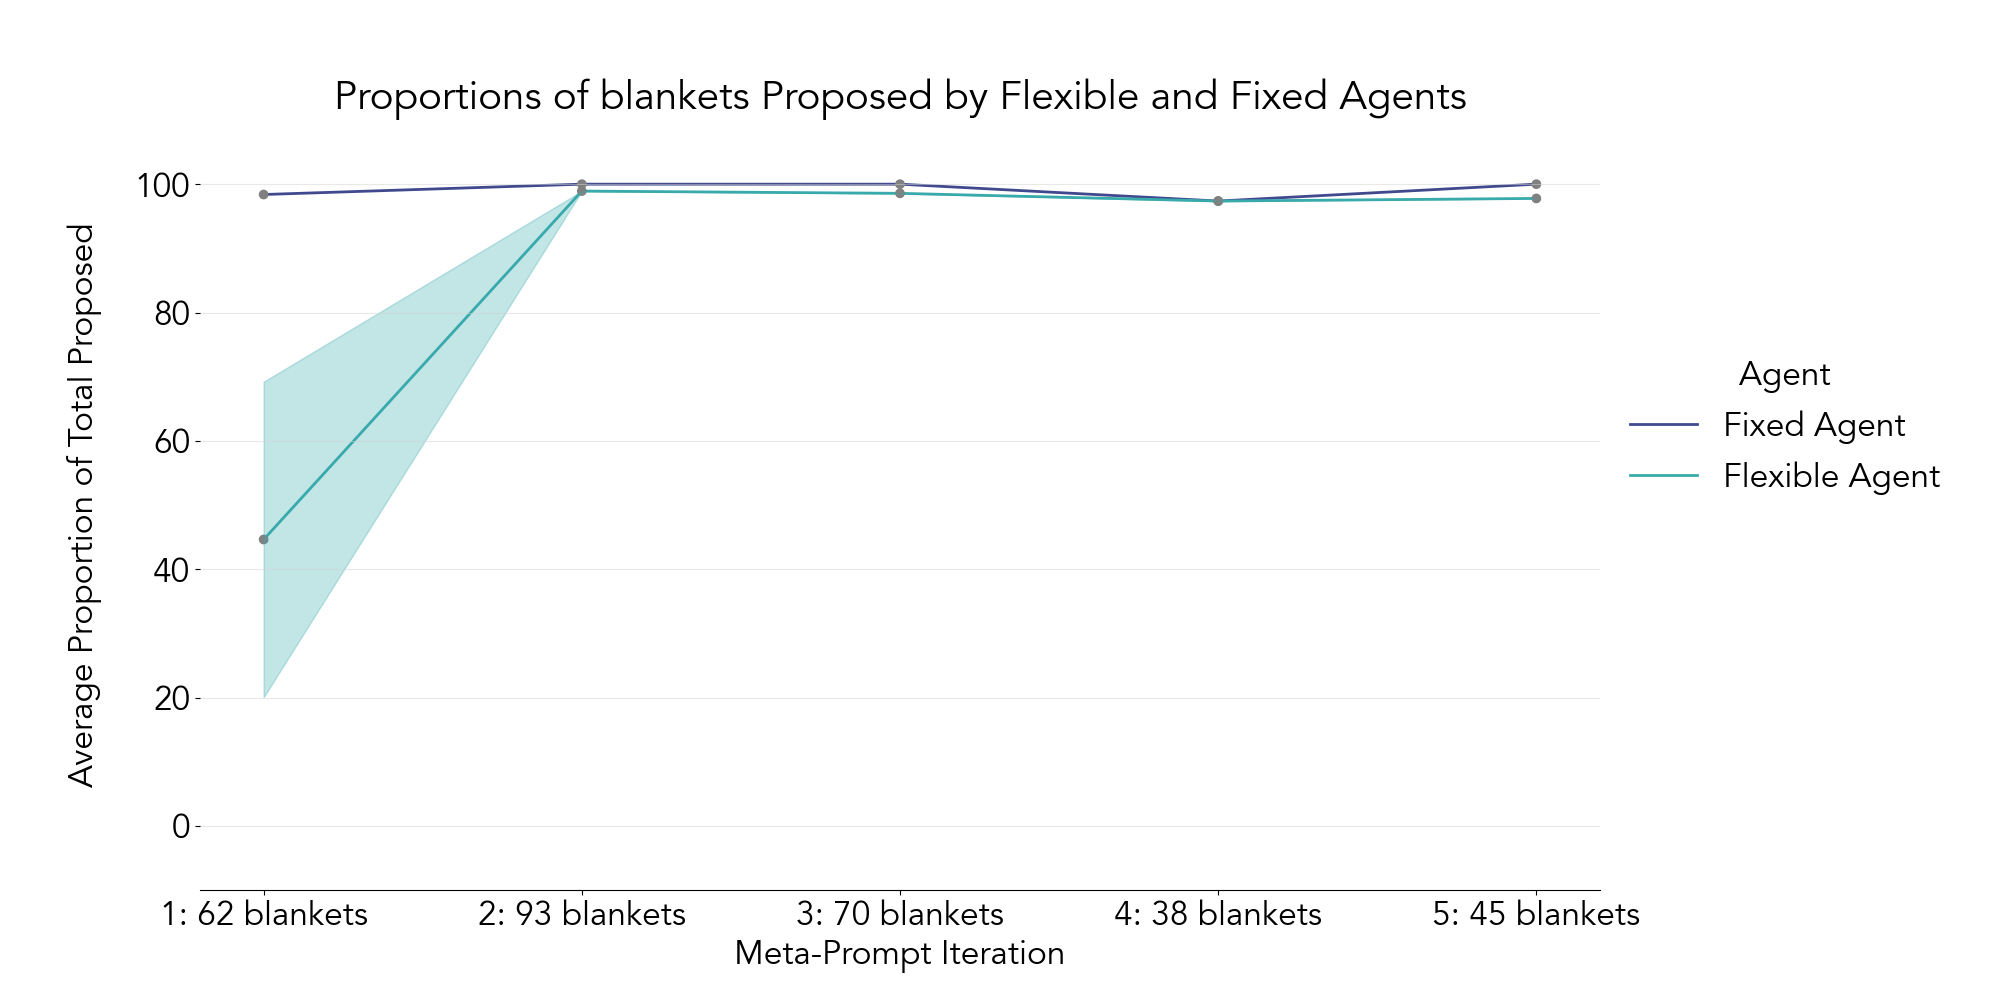 Proportions of blankets Proposed by Flexible and Fixed Agents
Average Proportion of Total Proposed
100
80
60
40
20
0
1: 62 blankets
2: 93 blankets
3: 70 blankets
4: 38 blankets
5: 45 blankets
Meta-Prompt Iteration
Agent
Fixed Agent
Flexible Agent